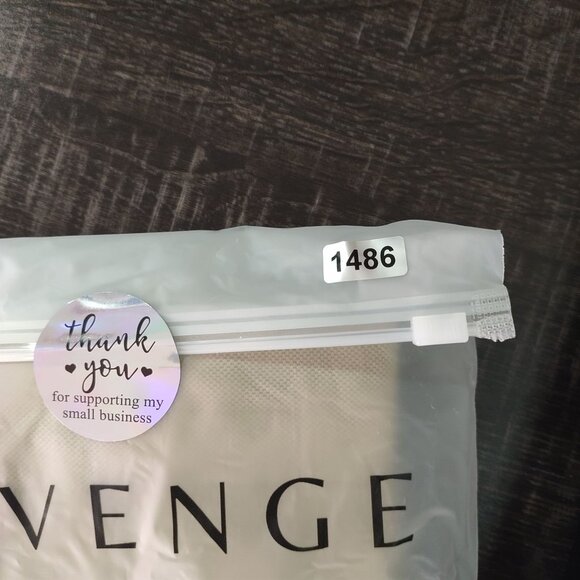 1486
thank
you
for supporting my
small business
VENGE